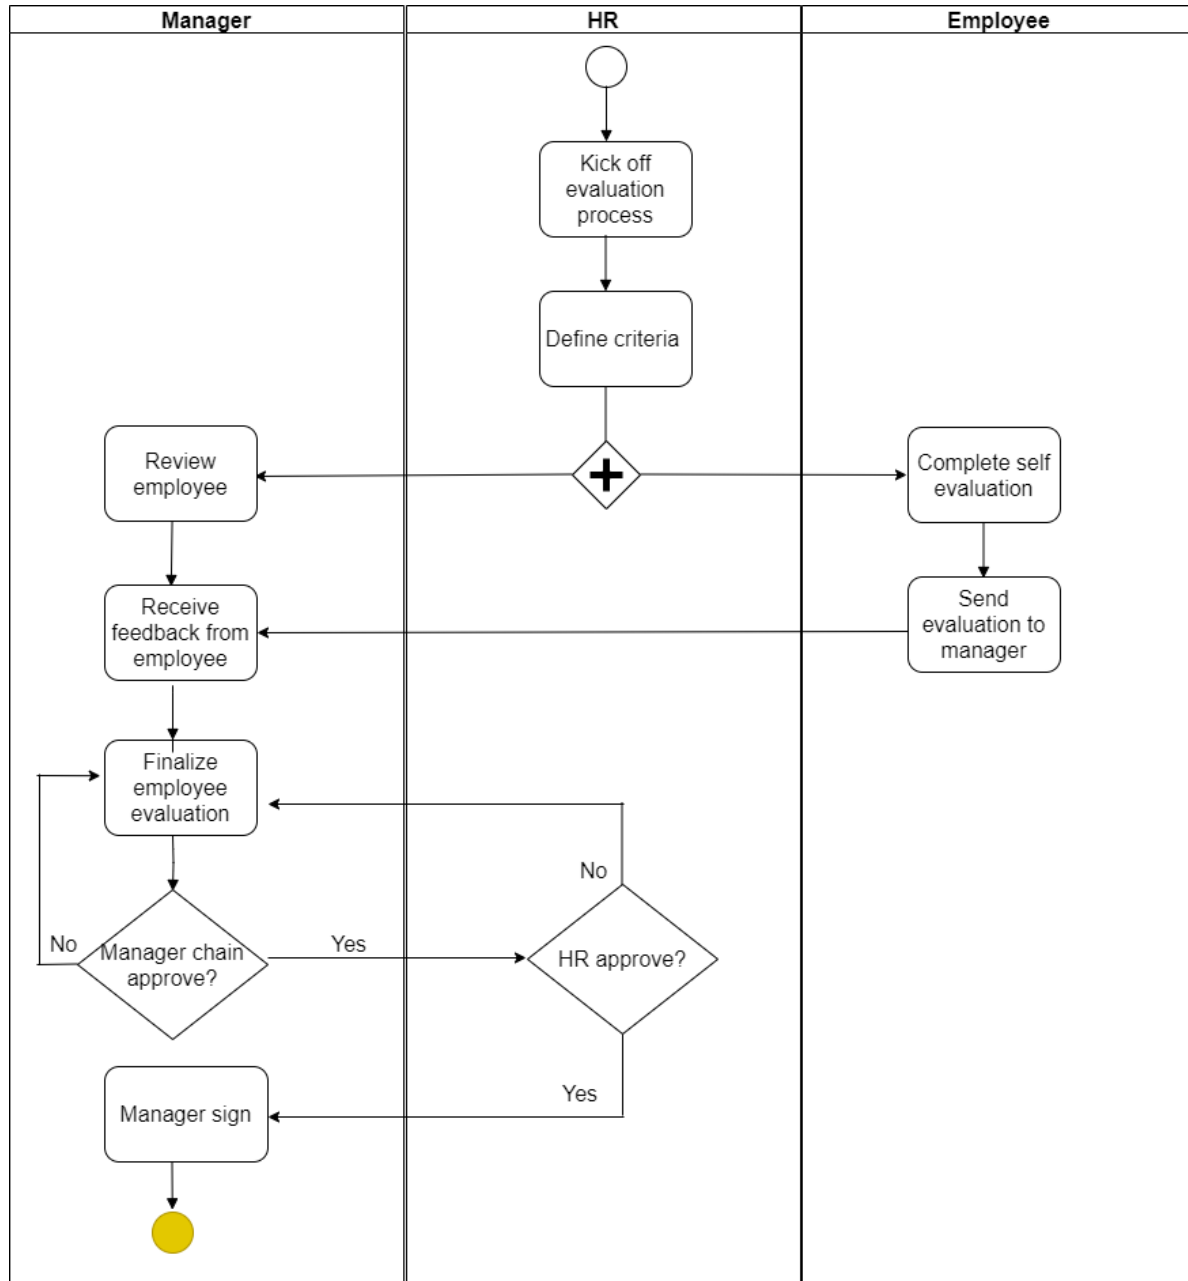 Manager
HR
Employee
Kick off
evaluation
process
Define criteria
Review
employee
Complete self
evaluation
Receive
feedback from
employee
Send
evaluation to
manager
Finalize
employee
evaluation
No
No
Manager chain
approve?
Yes
HR approve?
Yes
Manager sign